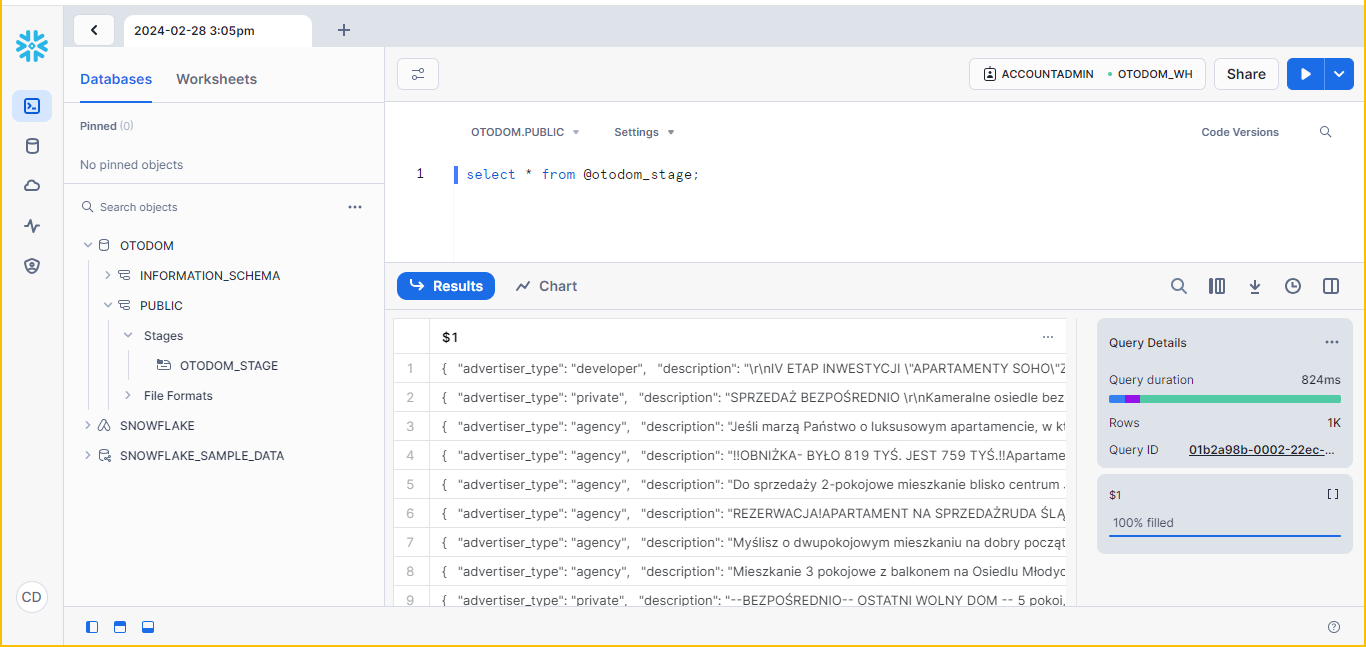 2024-02-28 3:05pm
Databases Worksheets
Pinned (0)
No pinned objects
Search objects
OTODOM
INFORMATION_SCHEMA
PUBLIC
Stages
OTODOM_STAGE
File Formats
SNOWFLAKE
SNOWFLAKE_SAMPLE_DATA
CD
ACCOUNTADMIN OTODOM_WH Share
OTODOM.PUBLIC Settings Code Versions
1 select * from @otodom_stage;
Results Chart
$1
1 { "advertiser_type": "developer", "description": "\r\nIV ETAP INWESTYCJI \"APARTAMENTY SOHO\"Z
2 { "advertiser_type": "private", "description": "SPRZEDAŻ BEZPOŚREDNIO \r\nKameralne osiedle bez
3 { "advertiser_type": "agency", "description": "Jeśli marzą Państwo o luksusowym apartamencie, w kt
4 { "advertiser_type": "agency", "description": "!!OBNIŻKA- BYŁO 819 TYŚ. JEST 759 TYŚ.!!Apartame
5 { "advertiser_type": "agency", "description": "Do sprzedaży 2-pokojowe mieszkanie blisko centrum
6 { "advertiser_type": "agency", "description": "REZERWACJA!APARTAMENT NA SPRZEDAŻRUDA ŚLĄ
7 { "advertiser_type": "agency", "description": "Myślisz o dwupokojowym mieszkaniu na dobry począt
8 { "advertiser_type": "agency", "description": "Mieszkanie 3 pokojowe z balkonem na Osiedlu Młodyc
9 { "advertiser_type": "private", "description": "--BEZPOŚREDNIO-- OSTATNI WOLNY DOM -- 5 pokoi,
Query Details
Query duration 824ms
Rows 1K
Query ID 01b2a98b-0002-22ec-...
$1
100% filled